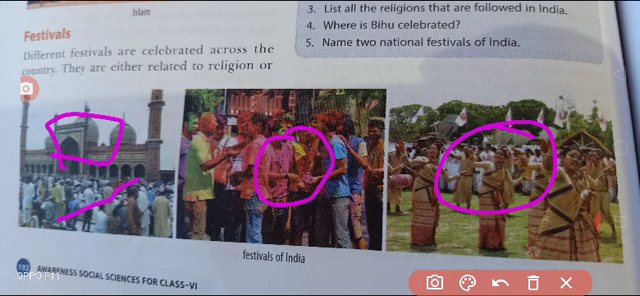 Islam
3. List all the religions that are followed in India.
4. Where is Bihu celebrated?
5. Name two national festivals of India.
Festivals
Different festivals are celebrated across the
country. They are either related to religion or
festivals of India
192 AWARENESS SOCIAL SCIENCES FOR CLASS-VI
OPPO F11